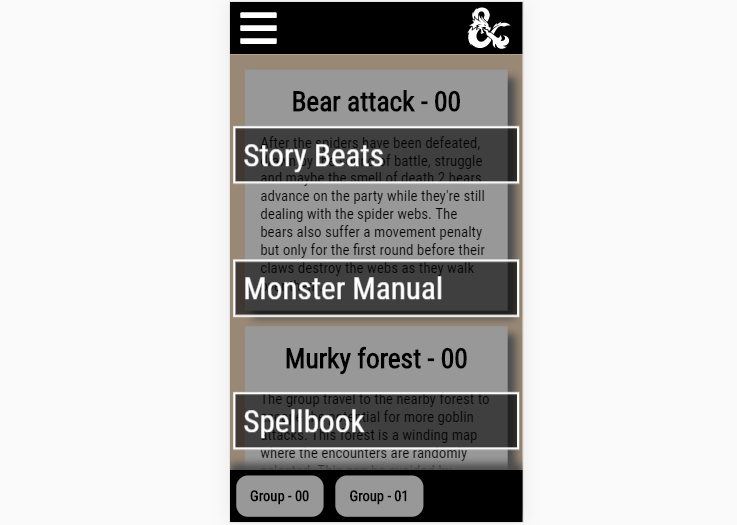 Bear attack - 00
After the spiders have been defeated,
of battle, struggle
and maybe the smell of death 2 bears
advance on the party while they're still
dealing with the spider webs. The
bears also suffer a movement penalty
but only for the first round before their
claws destroy the webs as they walk
Story Beats
Monster Manual
Murky forest - 00
The group travel to the nearby forest to
for more goblin
attacks. This forest is a winding map
where the encounters are randomly
Spellbook
Group - 00
Group - 01